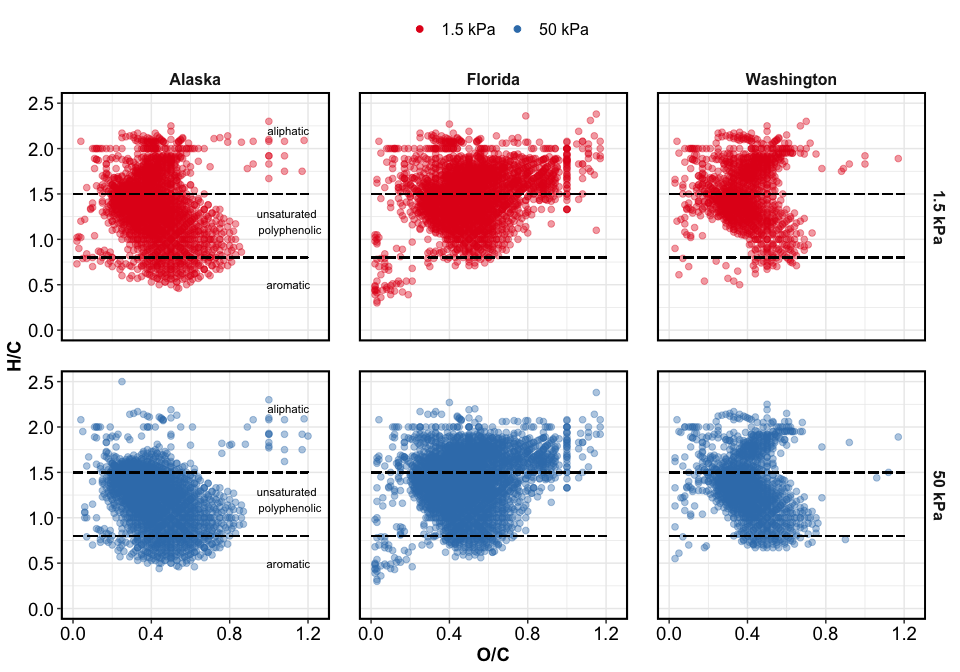 1.5 kPa 50 kPa
Alaska Florida Washington
2.5
2.0
1.5
1.0
0.5
0.0
aliphatic
unsaturated
polyphenolic
aromatic
1.5 kPa
H/C
2.5
2.0
1.5
1.0
0.5
0.0
aliphatic
unsaturated
polyphenolic
aromatic
50 kPa
0.0 0.4 0.8 1.2 0.0 0.4 0.8 1.2 0.0 0.4 0.8 1.2
O/C